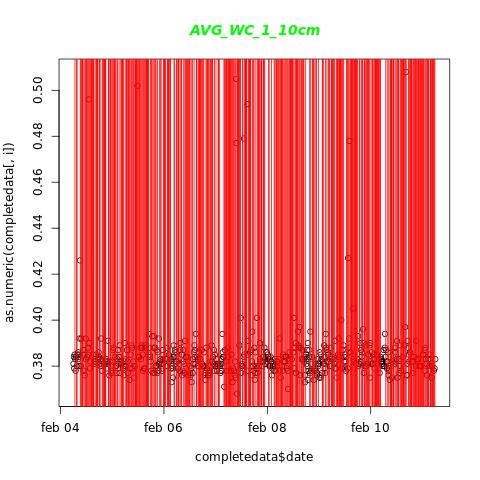 AVG_WC_1_10cm
as.numeric(completedata[, i])
0.50
0.48
0.46
0.44
0.42
0.40
0.38
feb 04
feb 06
feb 08
feb 10
completedata$date